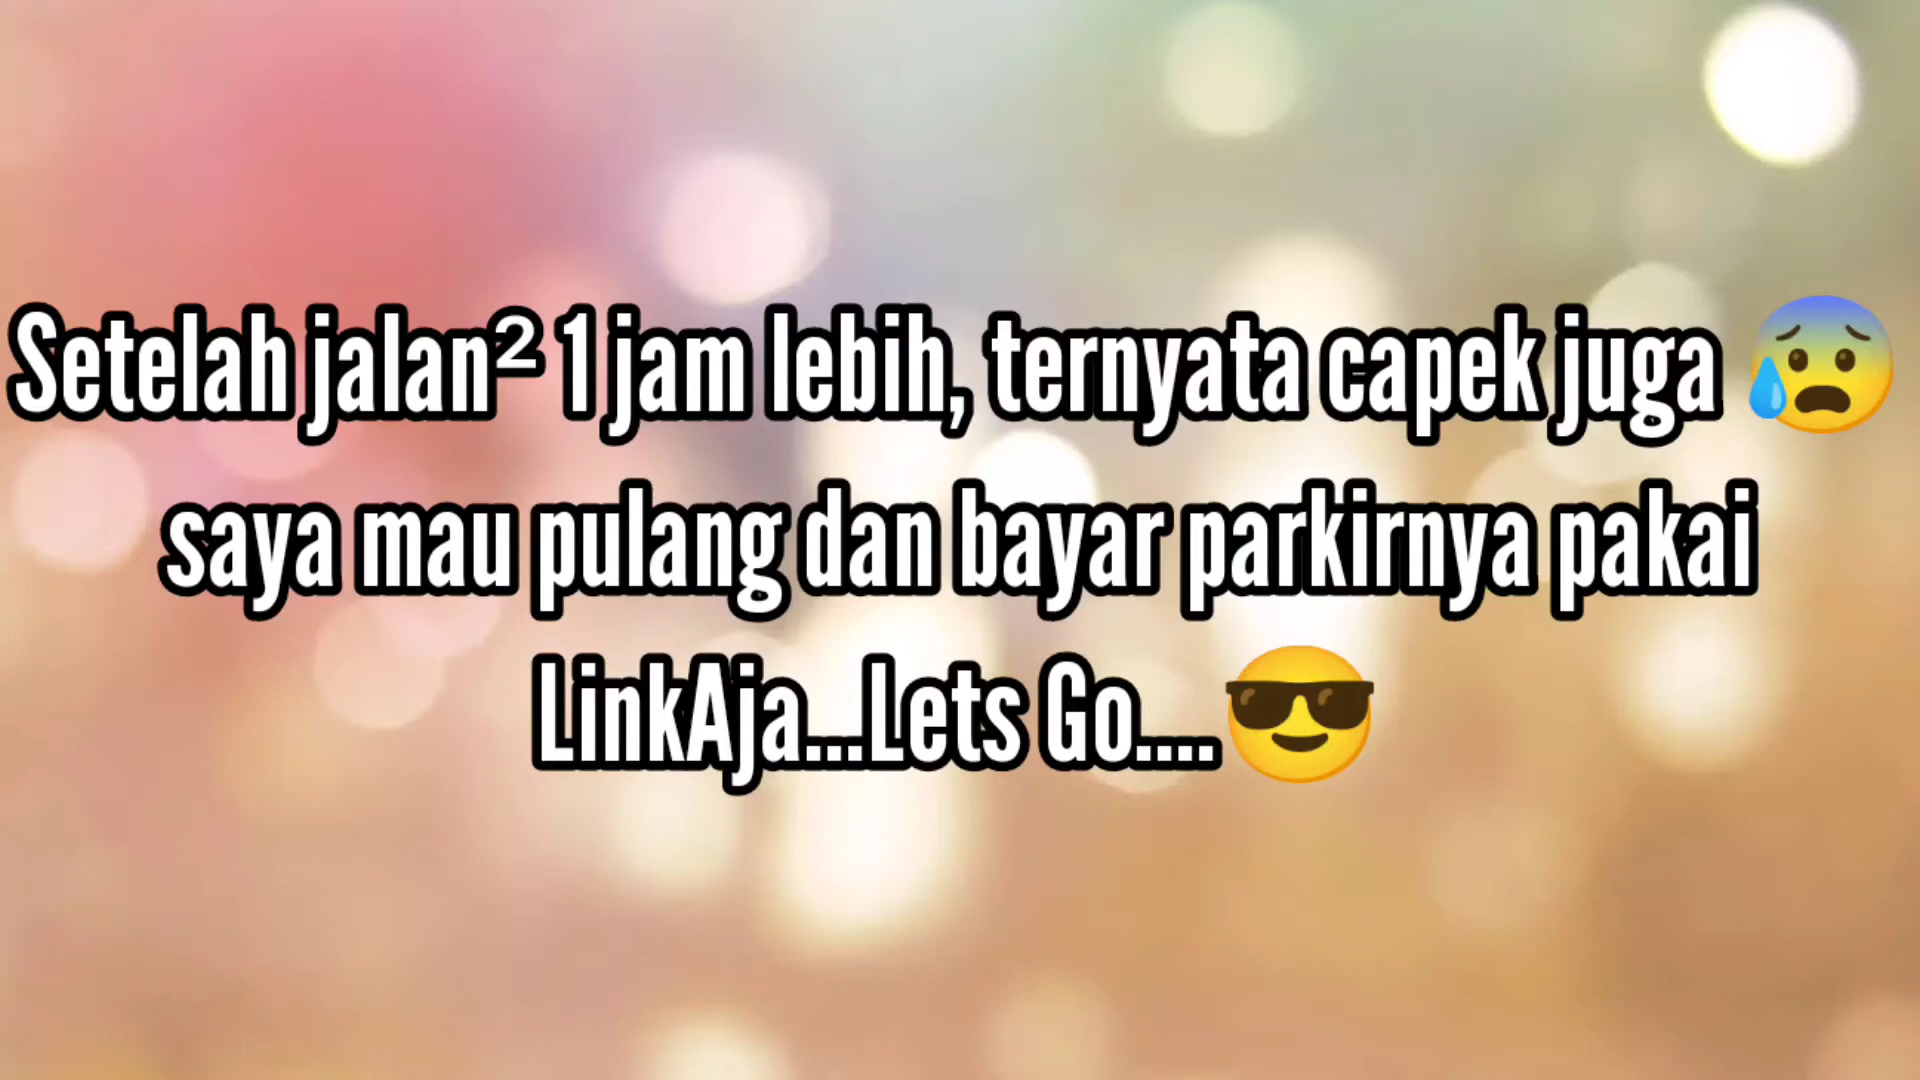 Setelah jalan² 1 jam lebih, ternyata capek juga 😰
saya mau pulang dan bayar parkirnya pakai
LinkAja...Lets Go....😎